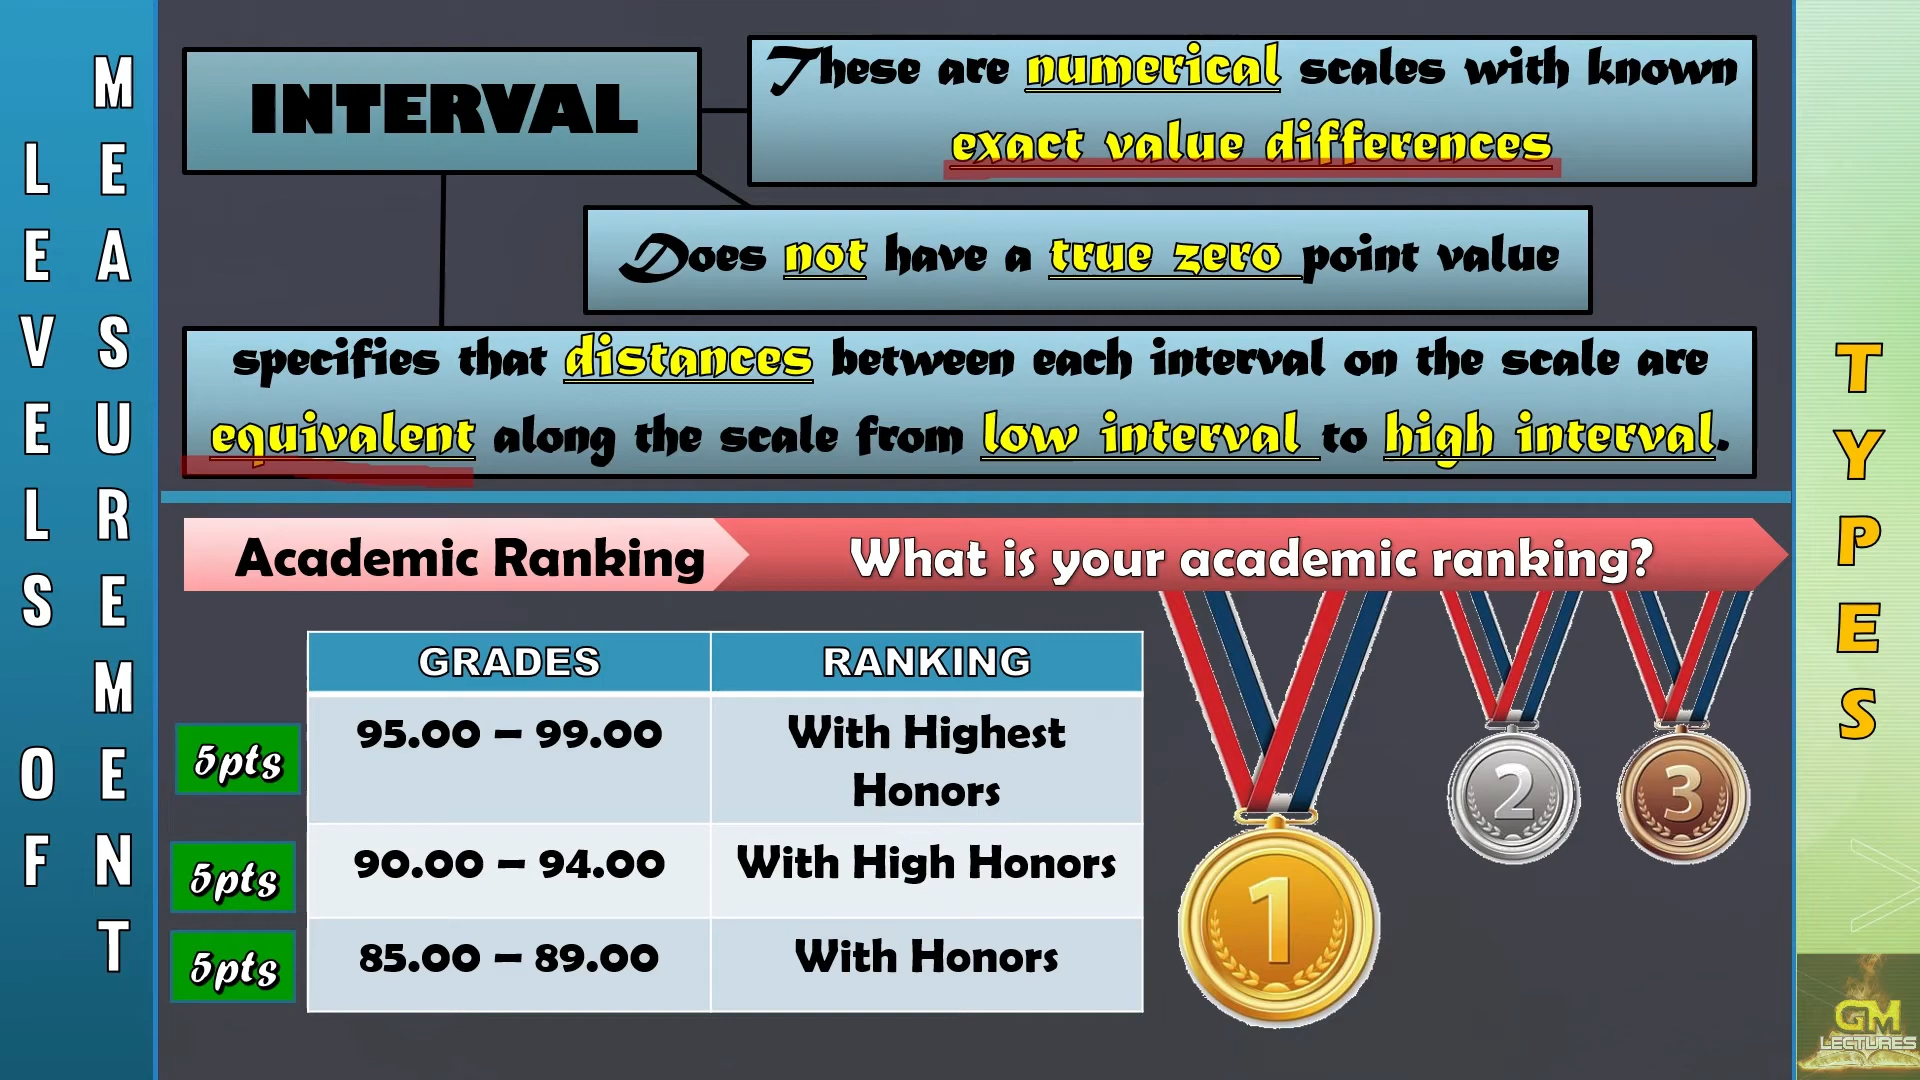 LEVELS OF
MEASUREMENT
INTERVAL
These are numerical scales with known
exact value differences
Does not have a true zero point value
specifies that distances between each interval on the scale are
equivalent along the scale from low interval to high interval.
Academic Ranking
What is your academic ranking?
GRADES
RANKING
5pts
95.00 – 99.00
With Highest
Honors
5pts
90.00 – 94.00
With High Honors
5pts
85.00 – 89.00
With Honors
1
2
3
TYPES
GM
LECTURES